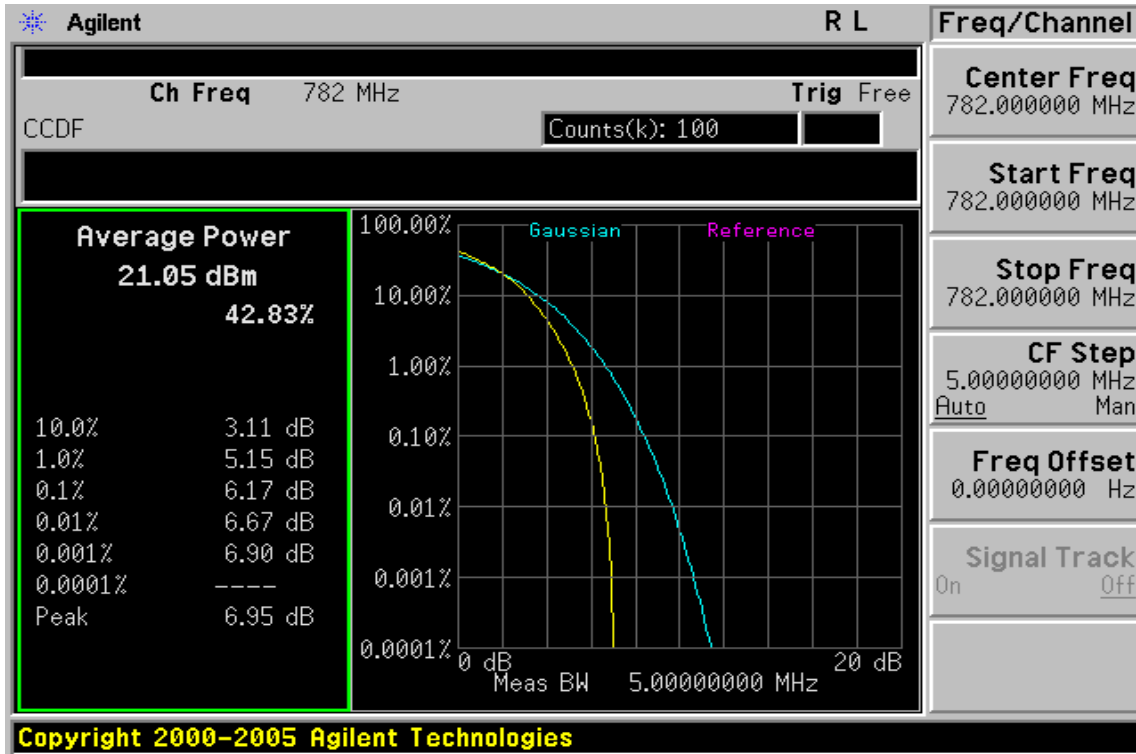 Agilent R L Freq/Channel
Ch Freq 782 MHz Trig Free
CCDF Counts(k): 100
Center Freq
782.000000 MHz
Start Freq
782.000000 MHz
Stop Freq
782.000000 MHz
CF Step
5.00000000 MHz
Auto Man
Freq Offset
0.00000000 Hz
Signal Track
On Off
Average Power
21.05 dBm
42.83%
10.0% 3.11 dB
1.0% 5.15 dB
0.1% 6.17 dB
0.01% 6.67 dB
0.001% 6.90 dB
0.0001% ----
Peak 6.95 dB
Gaussian Reference
100.00%
10.00%
1.00%
0.10%
0.01%
0.001%
0.0001%
0 dB 20 dB
Meas BW 5.00000000 MHz
Copyright 2000-2005 Agilent Technologies